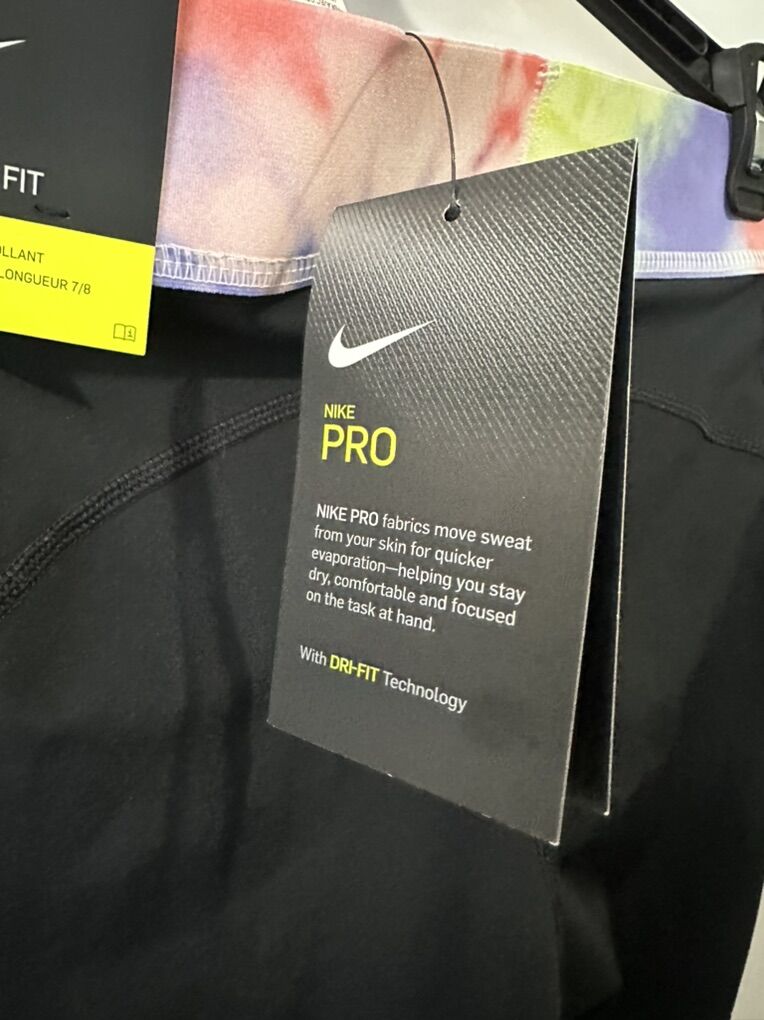 FIT
LONGUEUR 7/8
NIKE
PRO
NIKE PRO fabrics move sweat
from your skin for quicker
evaporation—helping you stay
dry, comfortable and focused
on the task at hand.
With DRI-FIT Technology